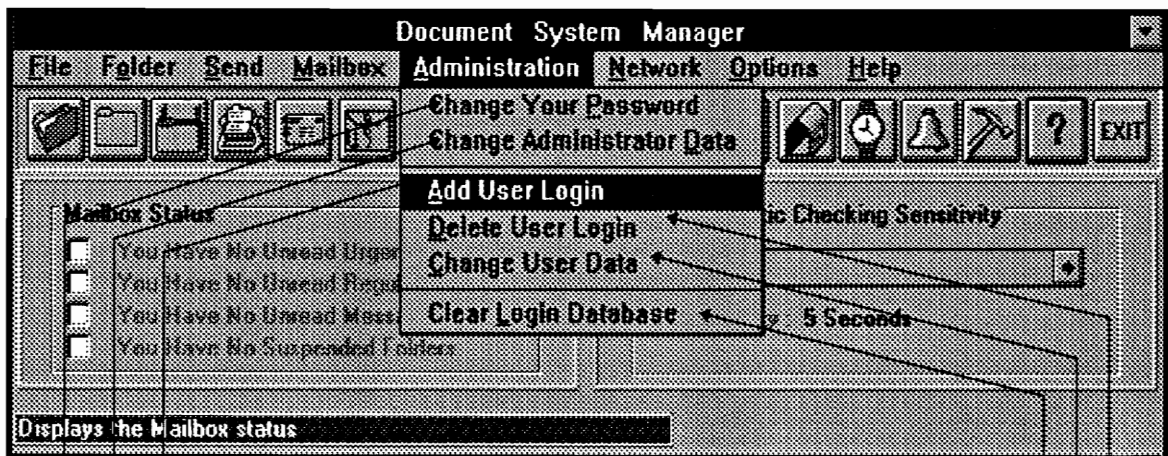 Document System Manager
File Folder Send Mailbox Administration Network Options Help
Change Your Password
Change Administrator Data
? EXIT
Add User Login
Delete User Login
Change User Data
Clear Login Database
Mailbox Status
You Have No Unread
You Have No Unread
You Have No Unread
You Have No Suspended Folders
Checking Sensitivity
5 Seconds
Displays the Mailbox status